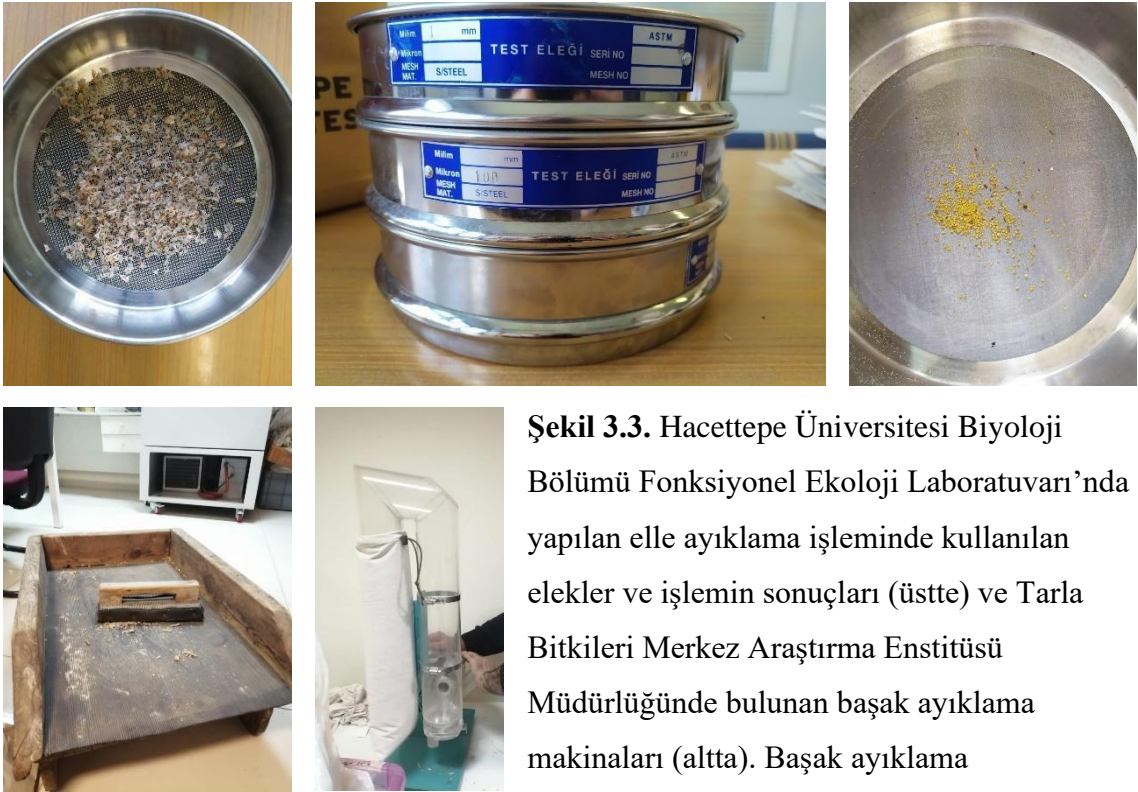 Milim 1 mm
Mikron
MESH MAT. S/STEEL
TEST ELEĞİ
SERİ NO
MESH NO
ASTM
PE
TES
Milim mm
Mikron 100
MESH MAT. S/STEEL
TEST ELEĞİ
SERİ NO
MESH NO
ASTM
Şekil 3.3. Hacettepe Üniversitesi Biyoloji
Bölümü Fonksiyonel Ekoloji Laboratuvarı’nda
yapılan elle ayıklama işleminde kullanılan
elekler ve işlemin sonuçları (üstte) ve Tarla
Bitkileri Merkez Araştırma Enstitüsü
Müdürlüğünde bulunan başak ayıklama
makinaları (altta). Başak ayıklama